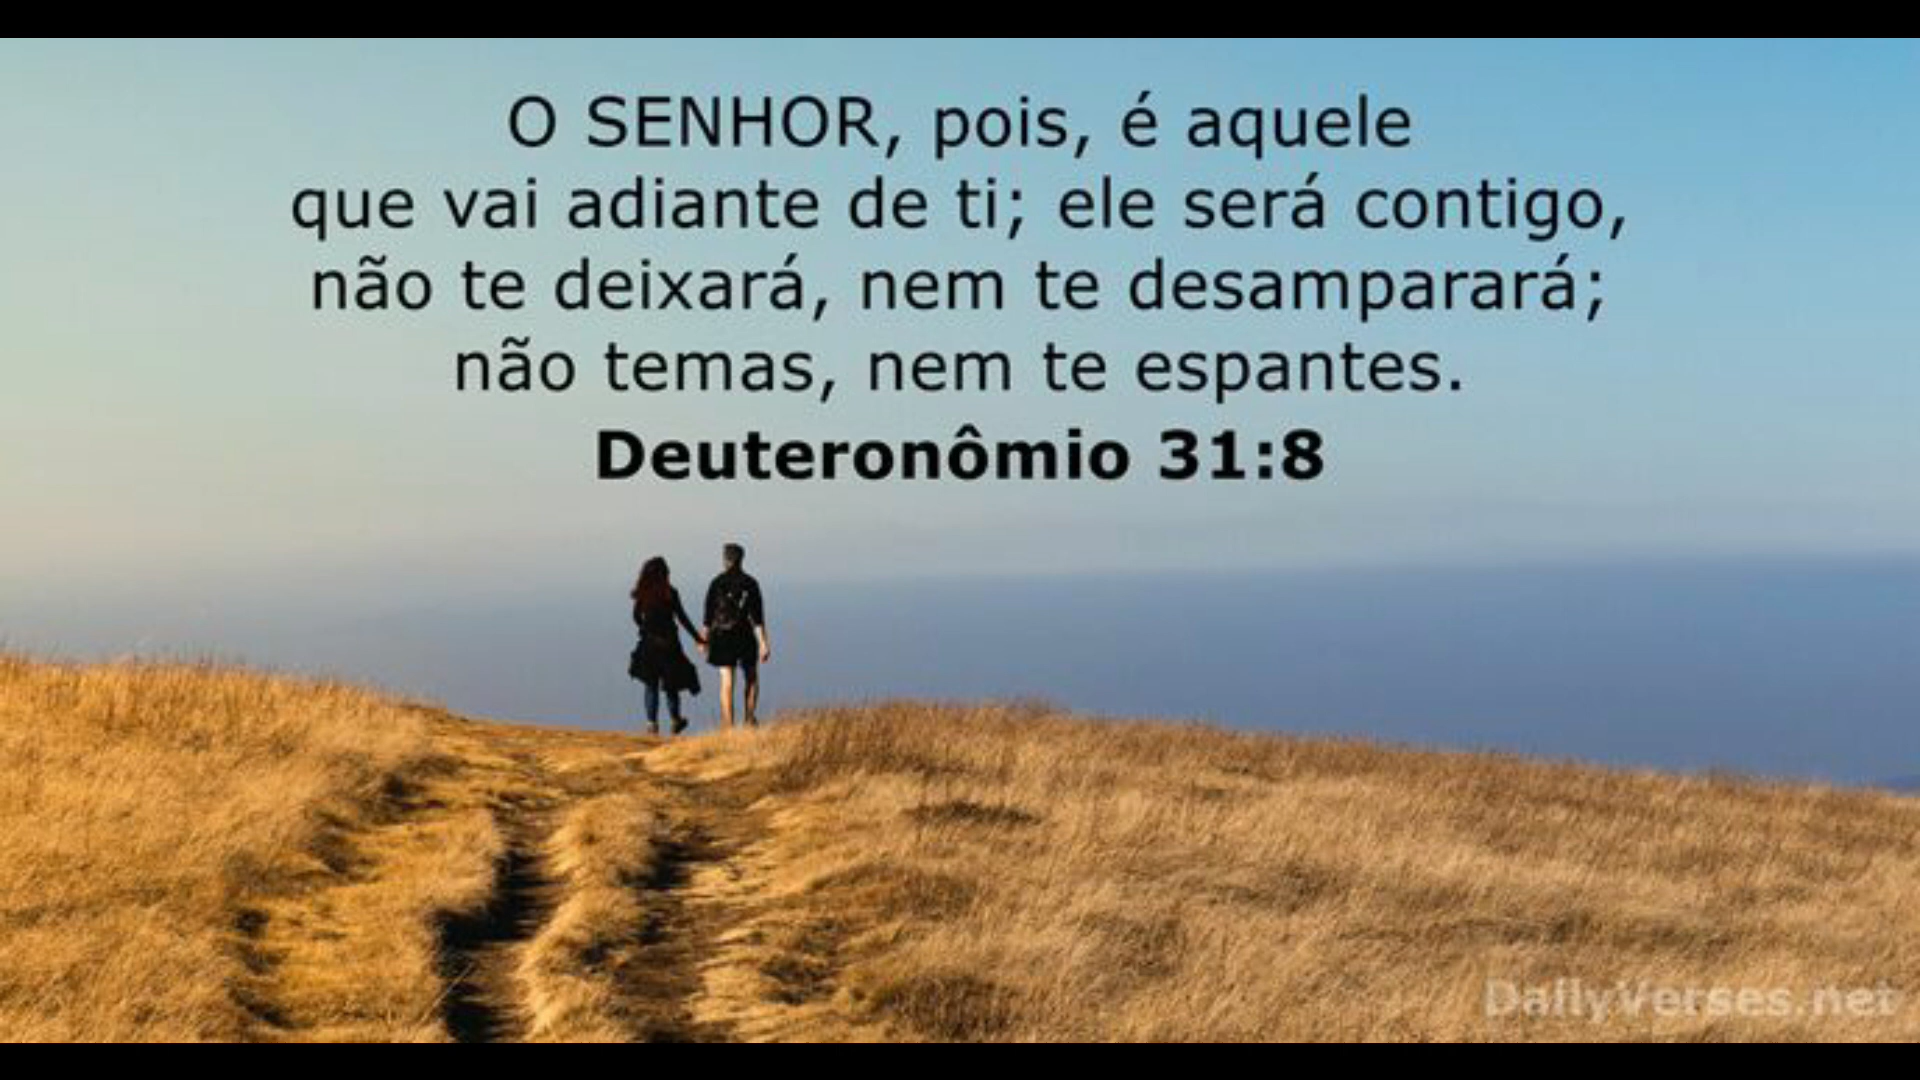 O SENHOR, pois, é aquele
que vai adiante de ti; ele será contigo,
não te deixará, nem te desamparará;
não temas, nem te espantes.
Deuteronômio 31:8
DailyVerses.net